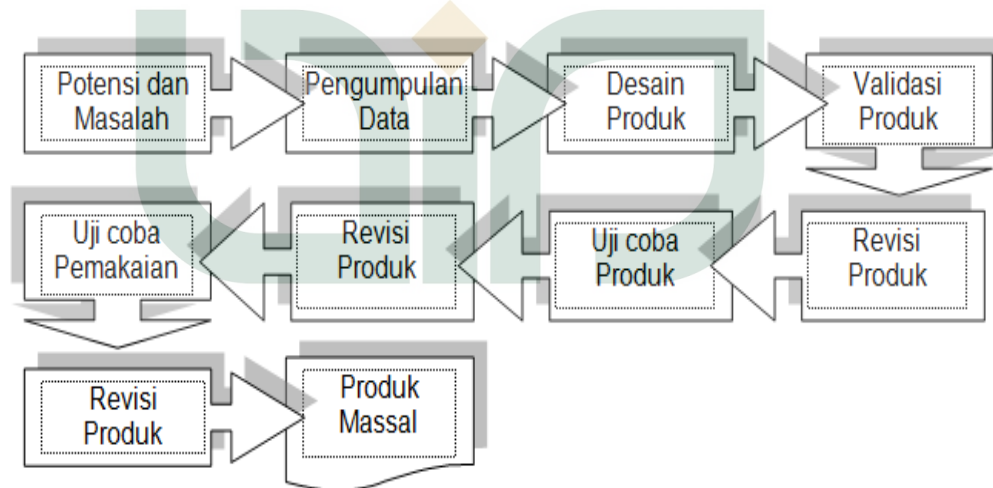 Potensi dan
Masalah
Pengumpulan
Data
Desain
Produk
Validasi
Produk
Revisi
Produk
Uji coba
Produk
Revisi
Produk
Uji coba
Pemakaian
Revisi
Produk
Produk
Massal